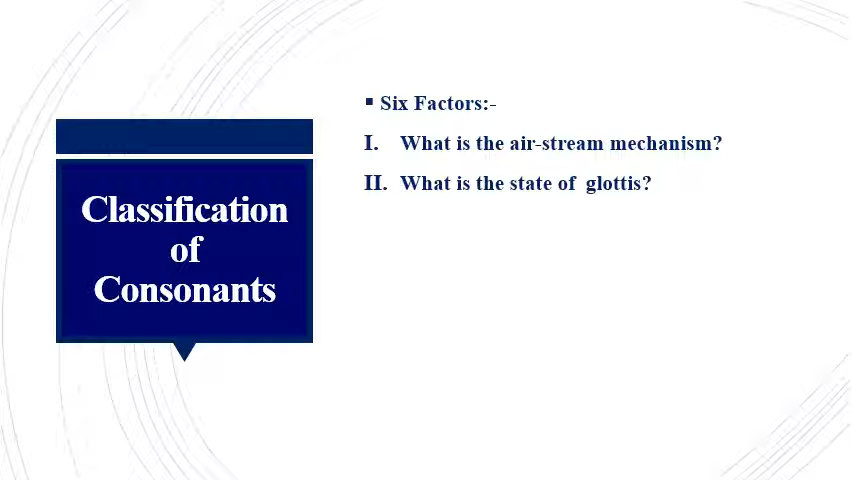 Classification
of
Consonants
▪ Six Factors:-
I. What is the air-stream mechanism?
II. What is the state of glottis?